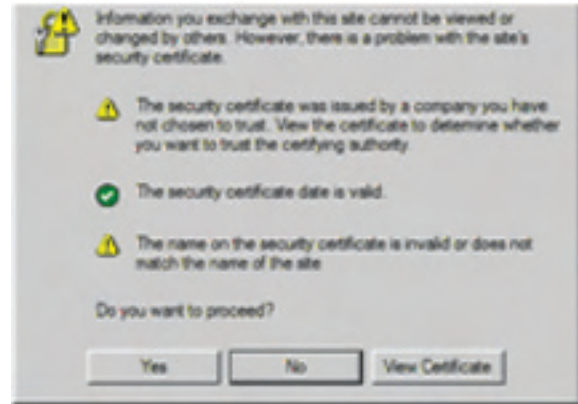 Information you exchange with this site cannot be viewed or
changed by others. However, there is a problem with the site's
security certificate.
The security certificate was issued by a company you have
not chosen to trust. View the certificate to determine whether
you want to trust the certifying authority.
The security certificate date is valid.
The name on the security certificate is invalid or does not
match the name of the site
Do you want to proceed?
Yes No View Certificate